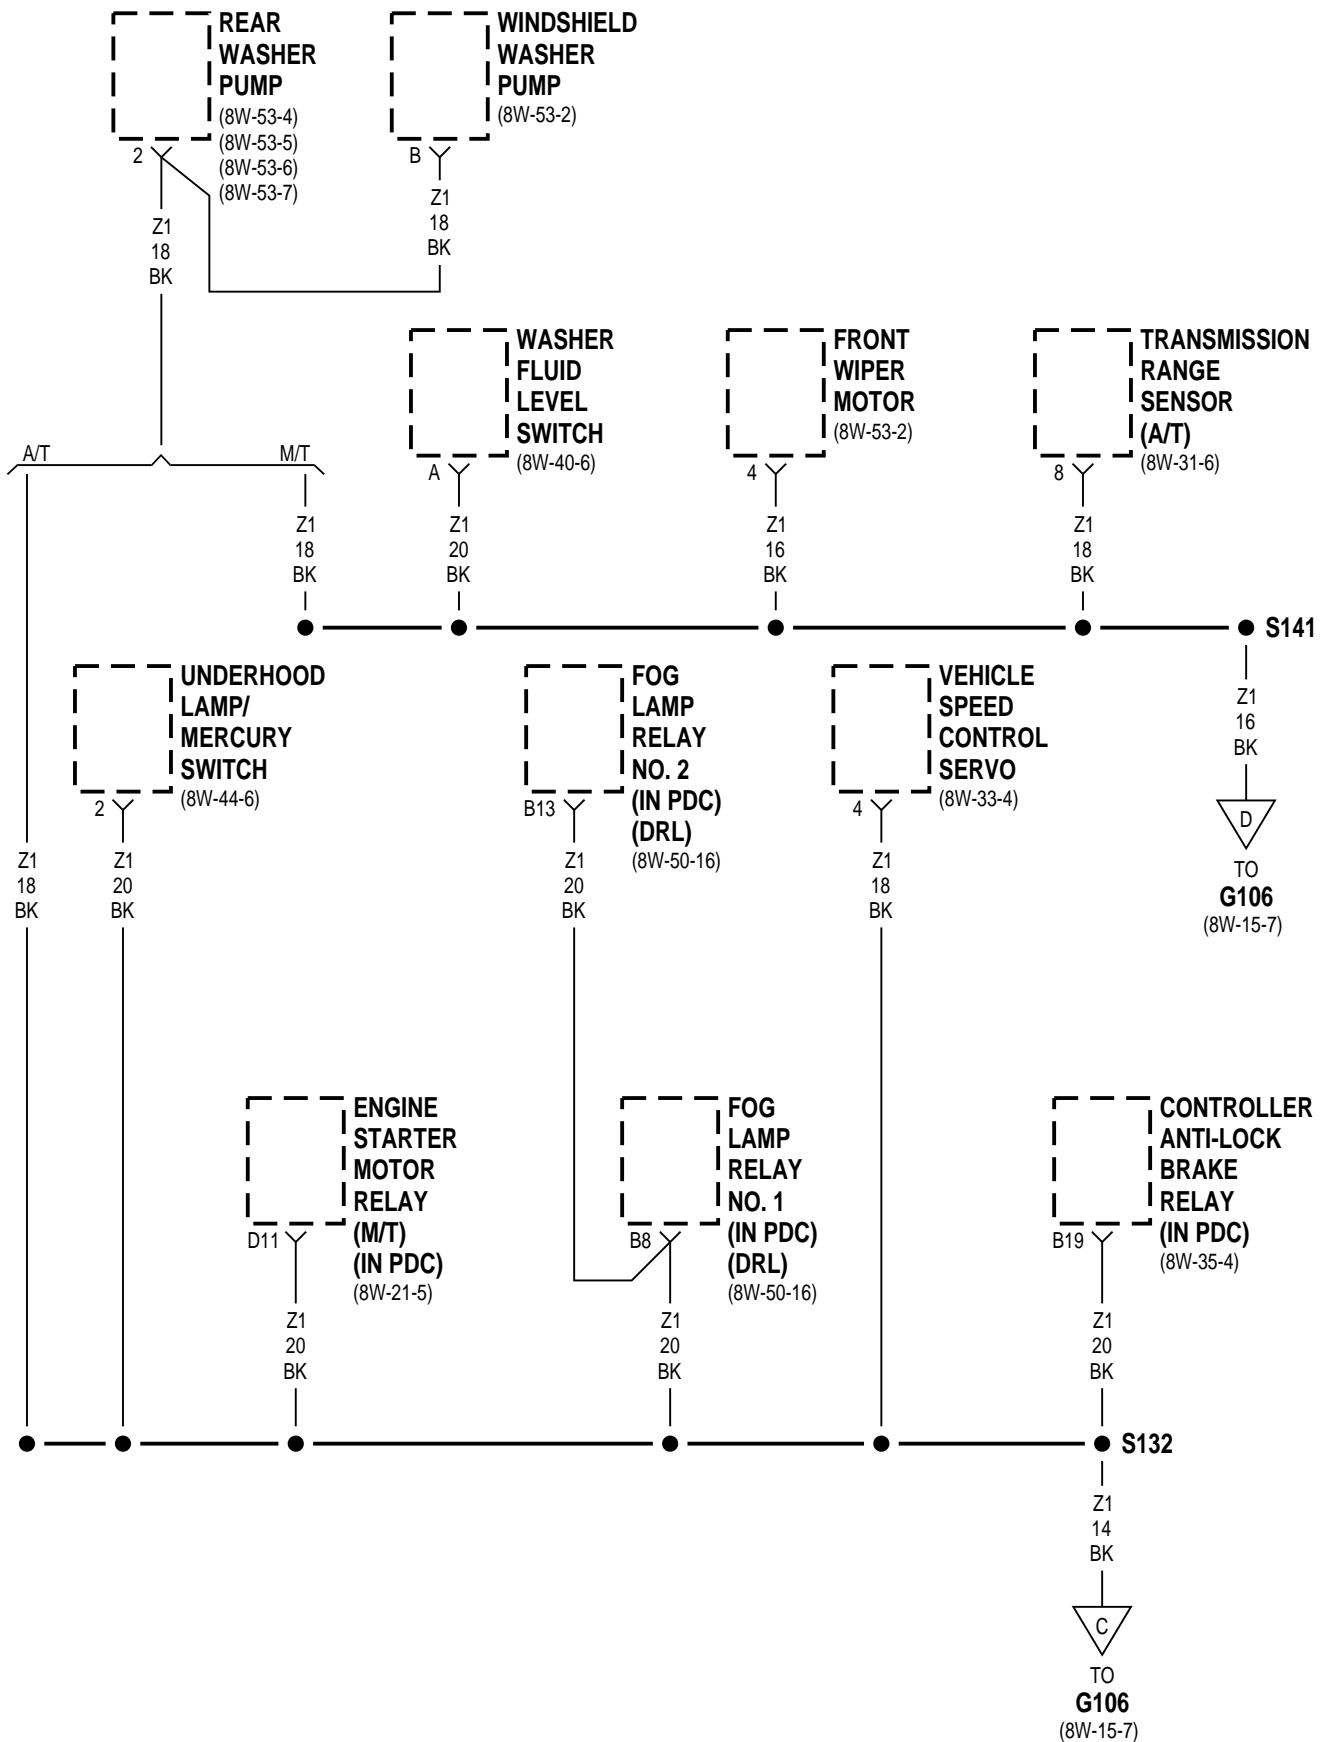 REAR
WASHER
PUMP
(8W-53-4)
(8W-53-5)
(8W-53-6)
(8W-53-7)
2
Z1
18
BK
WINDSHIELD
WASHER
PUMP
(8W-53-2)
B
Z1
18
BK
A/T
M/T
Z1
18
BK
WASHER
FLUID
LEVEL
SWITCH
(8W-40-6)
A
Z1
20
BK
FRONT
WIPER
MOTOR
(8W-53-2)
4
Z1
16
BK
TRANSMISSION
RANGE
SENSOR
(A/T)
(8W-31-6)
8
Z1
18
BK
S141
Z1
16
BK
D
TO
G106
(8W-15-7)
Z1
18
BK
UNDERHOOD
LAMP/
MERCURY
SWITCH
(8W-44-6)
2
Z1
20
BK
FOG
LAMP
RELAY
NO. 2
(IN PDC)
(DRL)
(8W-50-16)
B13
Z1
20
BK
VEHICLE
SPEED
CONTROL
SERVO
(8W-33-4)
4
Z1
18
BK
ENGINE
STARTER
MOTOR
RELAY
(M/T)
(IN PDC)
(8W-21-5)
D11
Z1
20
BK
FOG
LAMP
RELAY
NO. 1
(IN PDC)
(DRL)
(8W-50-16)
B8
Z1
20
BK
CONTROLLER
ANTI-LOCK
BRAKE
RELAY
(IN PDC)
(8W-35-4)
B19
Z1
20
BK
S132
Z1
14
BK
C
TO
G106
(8W-15-7)